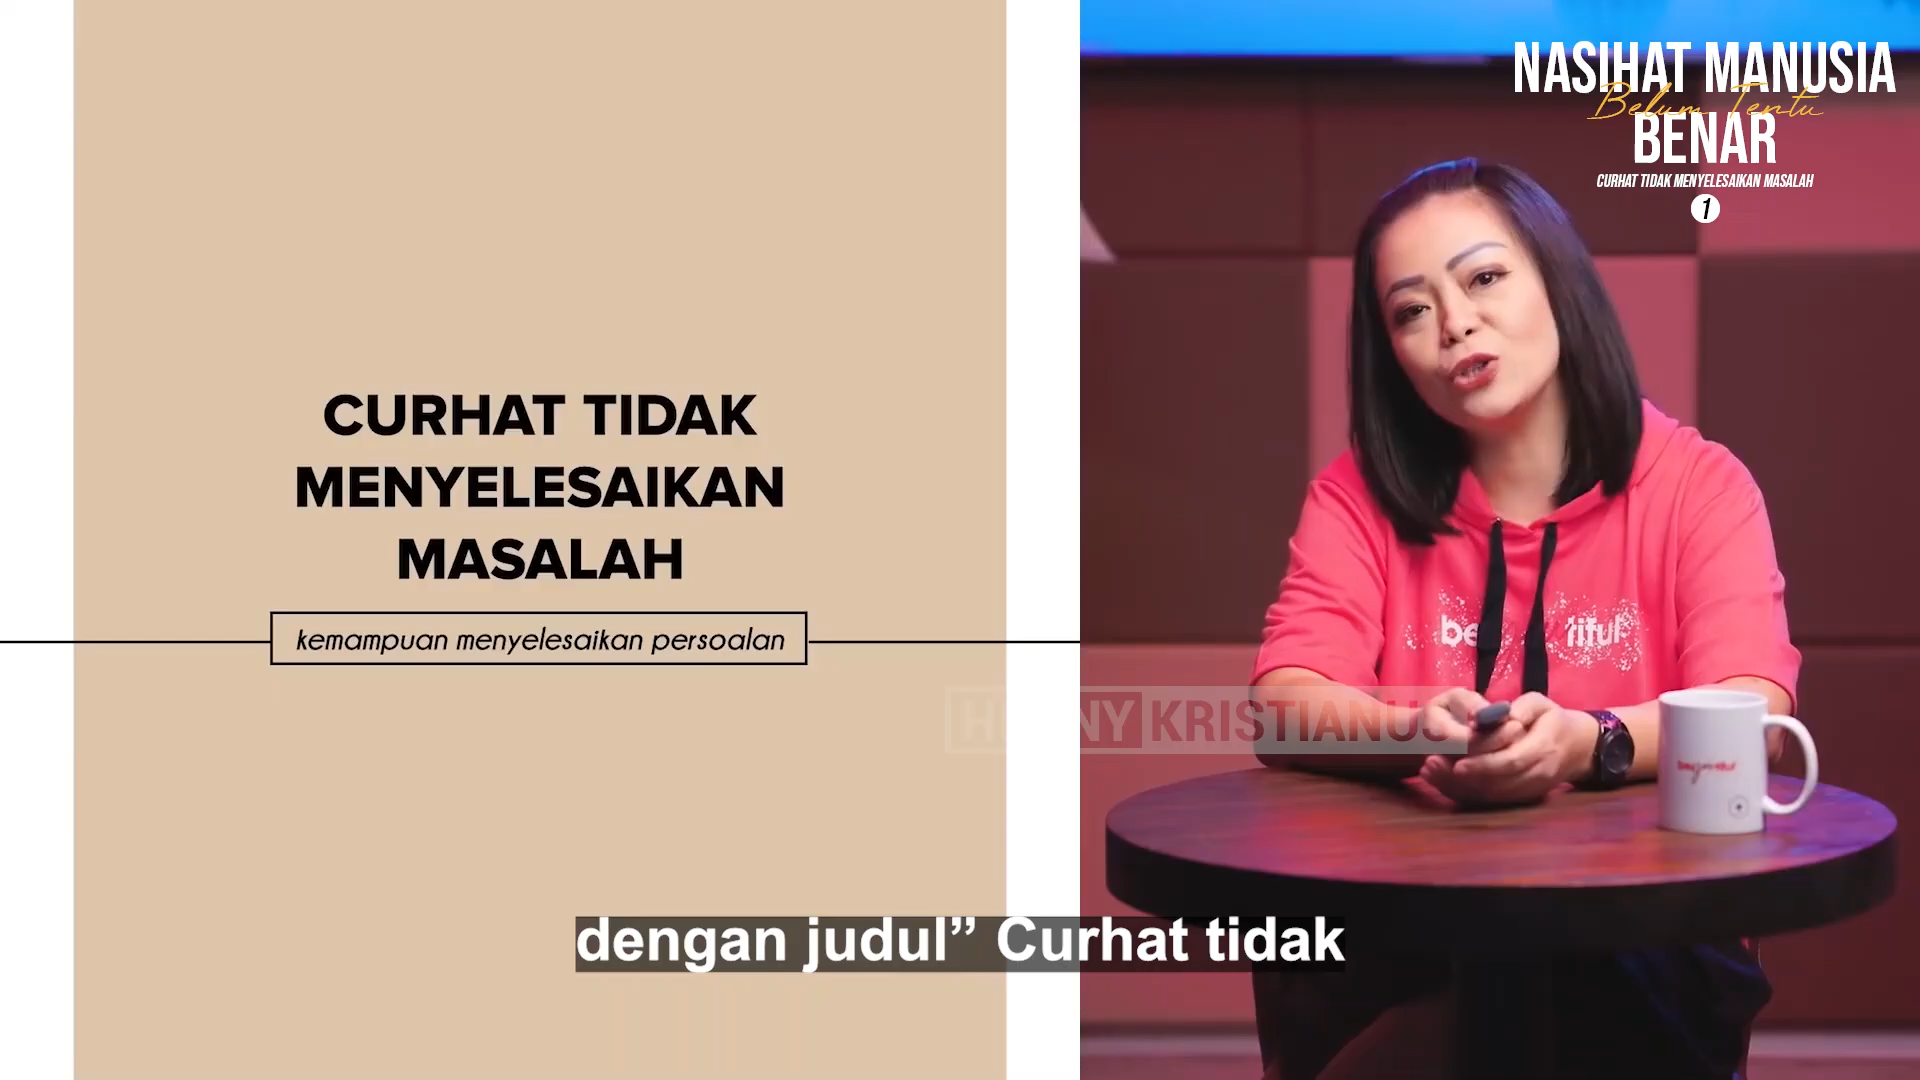 NASIHAT MANUSIA
Belum Tentu
BENAR
CURHAT TIDAK MENYELESAIKAN MASALAH
1
CURHAT TIDAK
MENYELESAIKAN
MASALAH
kemampuan menyelesaikan persoalan
KRISTIANUS
dengan judul” Curhat tidak